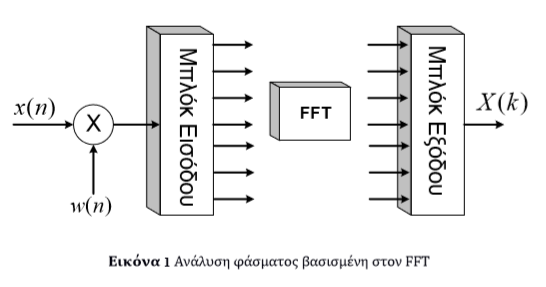 x(n)
X
w(n)
Μπλόκ Εισόδου
FFT
Μπλόκ Εξόδου
X(k)
Εικόνα 1 Ανάλυση φάσματος βασισμένη στον FFT